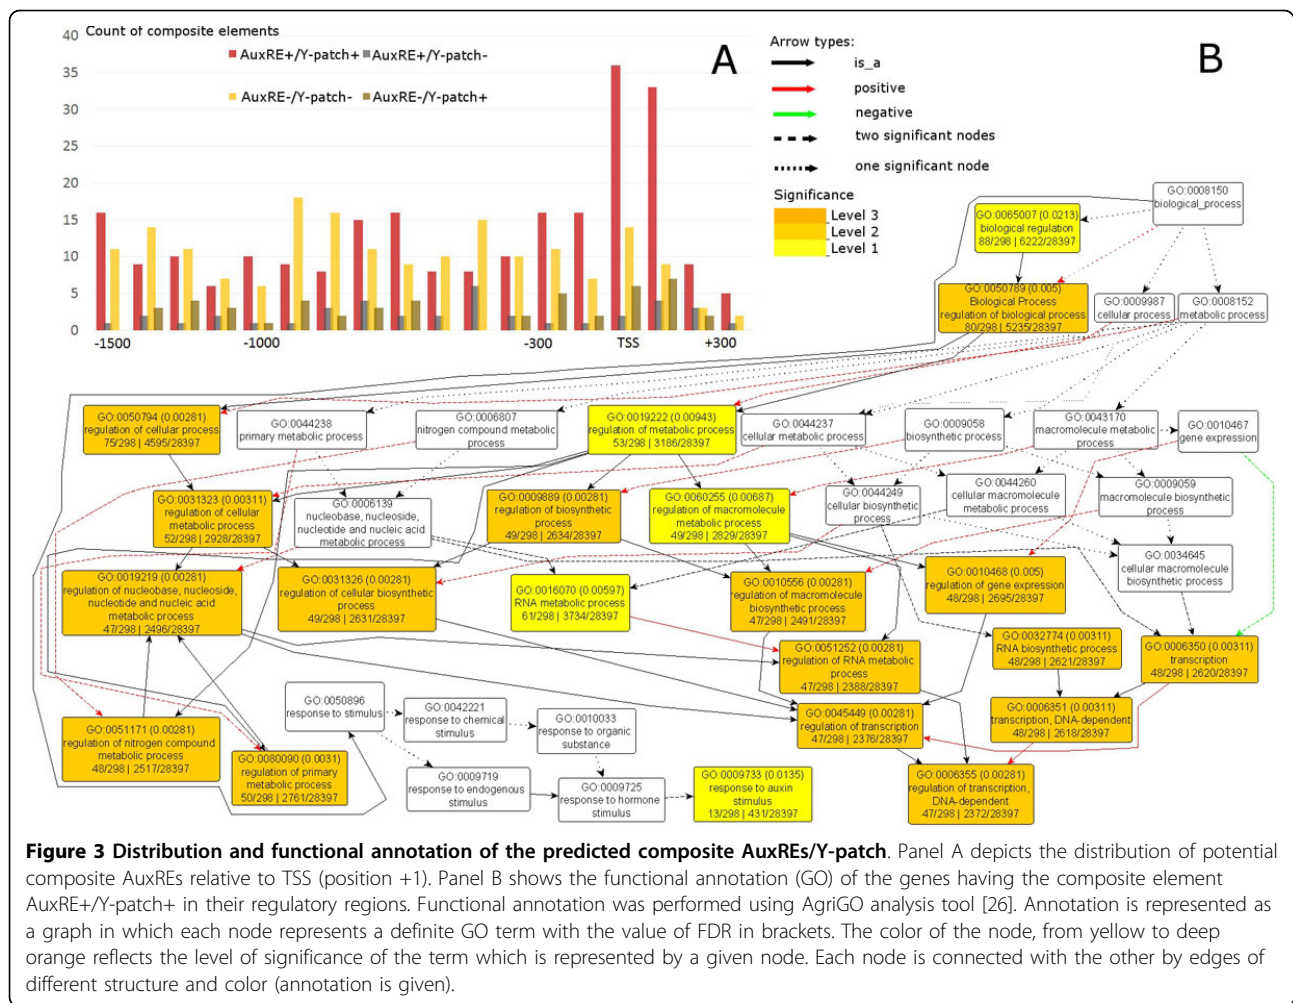 Count of composite elements
AuxRE+/Y-patch+ AuxRE+/Y-patch-
AuxRE-/Y-patch- AuxRE-/Y-patch+
A
40
35
30
25
20
15
10
5
0
-1500 -1000 -300 TSS +300
B
Arrow types:
is_a
positive
negative
two significant nodes
one significant node
Significance
Level 3
Level 2
Level 1
GO:0008150
biological_process
GO:0065007 (0.0213)
biological regulation
88/298 | 6222/28397
GO:0050789 (0.005)
Biological Process
regulation of biological process
80/298 | 5235/28397
GO:0009987
cellular process
GO:0008152
metabolic process
GO:0050794 (0.00281)
regulation of cellular process
75/298 | 4595/28397
GO:0044238
primary metabolic process
GO:0006807
nitrogen compound metabolic
process
GO:0019222 (0.00943)
regulation of metabolic process
53/298 | 3186/28397
GO:0044237
cellular metabolic process
GO:0009058
biosynthetic process
GO:0043170
macromolecule metabolic
process
GO:0010467
gene expression
GO:0031323 (0.00311)
regulation of cellular
metabolic process
52/298 | 2928/28397
GO:0006139
nucleobase, nucleoside,
nucleotide and nucleic acid
metabolic process
GO:0009889 (0.00281)
regulation of biosynthetic
process
49/298 | 2634/28397
GO:0060255 (0.00687)
regulation of macromolecule
metabolic process
49/298 | 2829/28397
GO:0044249
cellular biosynthetic
process
GO:0044260
cellular macromolecule
metabolic process
GO:0009059
macromolecule biosynthetic
process
GO:0034645
cellular macromolecule
biosynthetic process
GO:0019219 (0.00281)
regulation of nucleobase, nucleoside,
nucleotide and nucleic acid
metabolic process
47/298 | 2496/28397
GO:0031326 (0.00281)
regulation of cellular biosynthetic
process
49/298 | 2631/28397
GO:0016070 (0.00597)
RNA metabolic process
61/298 | 3734/28397
GO:0010556 (0.00281)
regulation of macromolecule
biosynthetic process
47/298 | 2491/28397
GO:0010468 (0.005)
regulation of gene expression
48/298 | 2695/28397
GO:0051252 (0.00281)
regulation of RNA metabolic
process
47/298 | 2388/28397
GO:0032774 (0.00311)
RNA biosynthetic process
48/298 | 2621/28397
GO:0006350 (0.00311)
transcription
48/298 | 2620/28397
GO:0050896
response to stimulus
GO:0042221
response to chemical
stimulus
GO:0010033
response to organic
substance
GO:0045449 (0.00281)
regulation of transcription
47/298 | 2376/28397
GO:0006351 (0.00311)
transcription, DNA-dependent
48/298 | 2618/28397
GO:0051171 (0.00281)
regulation of nitrogen compound
metabolic process
48/298 | 2517/28397
GO:0080090 (0.0031)
regulation of primary
metabolic process
50/298 | 2761/28397
GO:0009719
response to endogenous
stimulus
GO:0009725
response to hormone
stimulus
GO:0009733 (0.0135)
response to auxin
stimulus
13/298 | 431/28397
GO:0006355 (0.00281)
regulation of transcription,
DNA-dependent
47/298 | 2372/28397
Figure 3 Distribution and functional annotation of the predicted composite AuxREs/Y-patch. Panel A depicts the distribution of potential
composite AuxREs relative to TSS (position +1). Panel B shows the functional annotation (GO) of the genes having the composite element
AuxRE+/Y-patch+ in their regulatory regions. Functional annotation was performed using AgriGO analysis tool [26]. Annotation is represented as
a graph in which each node represents a definite GO term with the value of FDR in brackets. The color of the node, from yellow to deep
orange reflects the level of significance of the term which is represented by a given node. Each node is connected with the other by edges of
different structure and color (annotation is given).